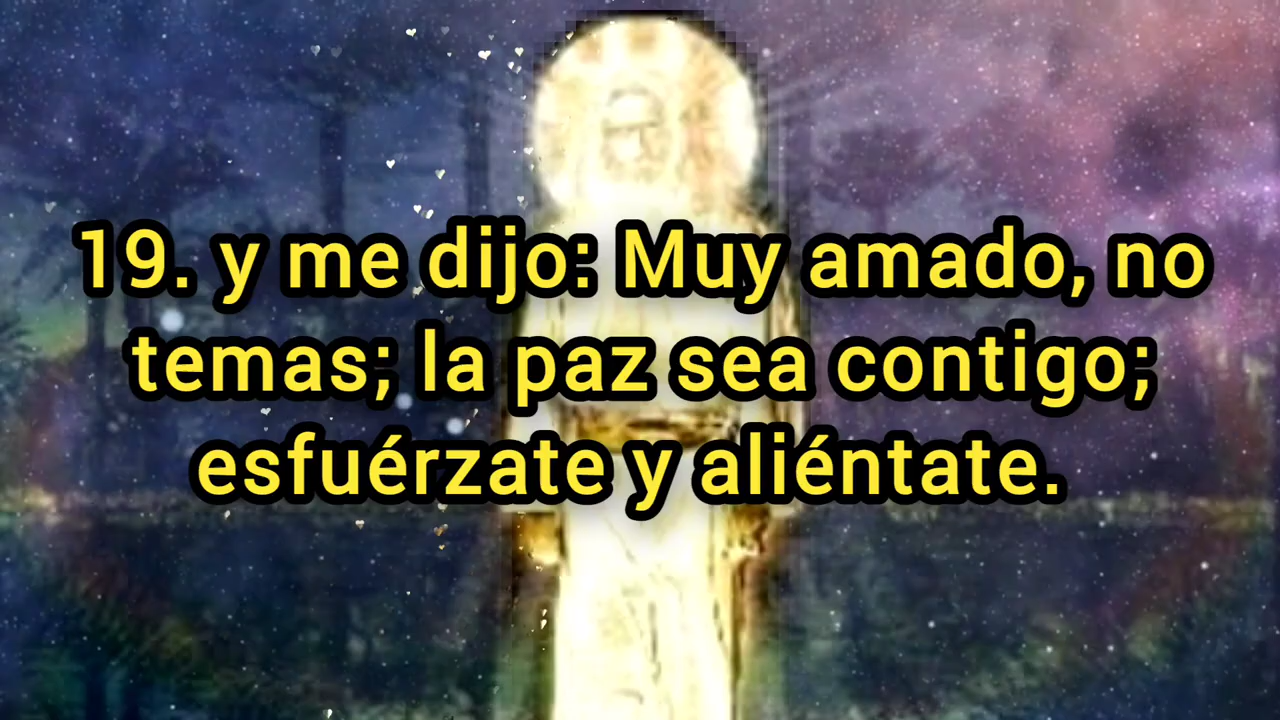 19. y me dijo: Muy amado, no
temas; la paz sea contigo;
esfuérzate y aliéntate.